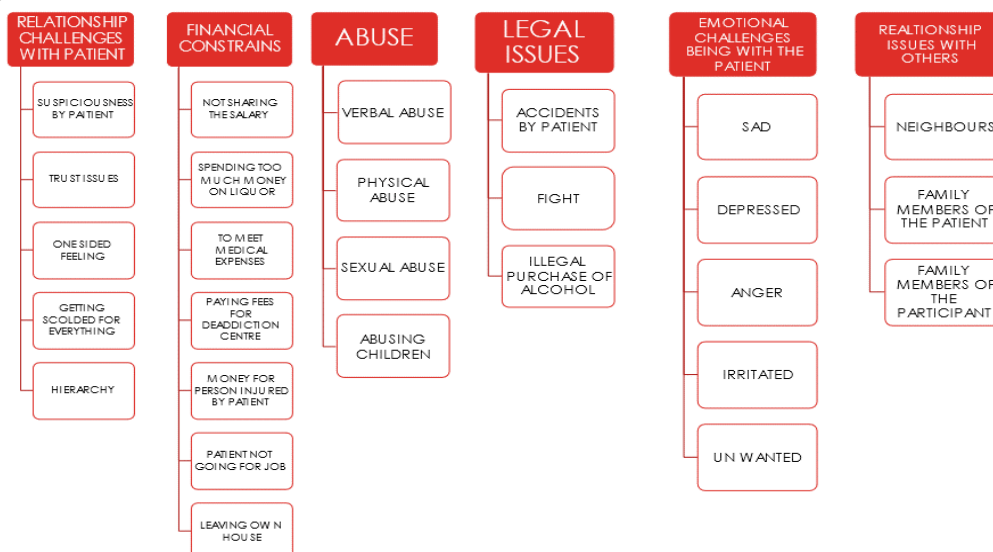 RELATIONSHIP
CHALLENGES
WITH PATIENT
SUSPICIOUSNESS
BY PAITIENT
TRUST ISSUES
ONE SIDED
FEELING
GETTING
SCOLDED FOR
EVERYTHING
HIERARCHY
FINANCIAL
CONSTRAINS
NOT SHARING
THE SALARY
SPENDING TOO
MUCH MONEY
ON LIQUOR
TO MEET
MEDICAL
EXPENSES
PAYING FEES
FOR
DEADDICTION
CENTRE
MONEY FOR
PERSON INJURED
BY PATIENT
PATIENT NOT
GOING FOR JOB
LEAVING OWN
HOUSE
ABUSE
VERBAL ABUSE
PHYSICAL
ABUSE
SEXUAL ABUSE
ABUSING
CHILDREN
LEGAL
ISSUES
ACCIDENTS
BY PATIENT
FIGHT
ILLEGAL
PURCHASE OF
ALCOHOL
EMOTIONAL
CHALLENGES
BEING WITH THE
PATIENT
SAD
DEPRESSED
ANGER
IRRITATED
UN WANTED
REALTIONSHIP
ISSUES WITH
OTHERS
NEIGHBOURS
FAMILY
MEMBERS OF
THE PATIENT
FAMILY
MEMBERS OF
THE
PARTICIPANT